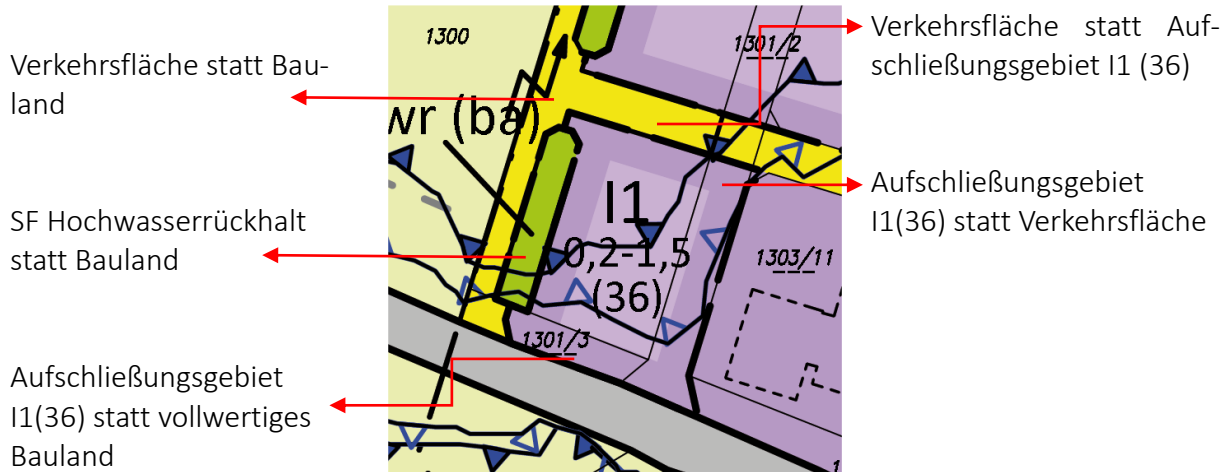 Verkehrsfläche statt Bau-
land
SF Hochwasserrückhalt
statt Bauland
Aufschließungsgebiet
I1(36) statt vollwertiges
Bauland
1300
1301/2
wr (ba)
I1
0,2-1,5
(36)
1303/11
1301/3
Verkehrsfläche statt Auf-
schließungsgebiet I1 (36)
Aufschließungsgebiet
I1(36) statt Verkehrsfläche